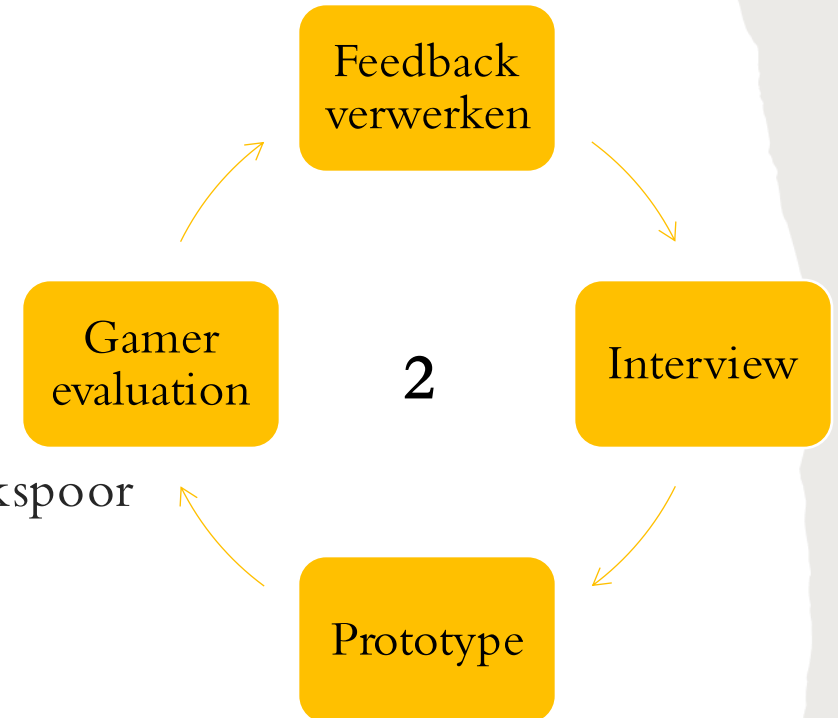 Feedback
verwerken
Gamer
evaluation
2
Interview
kspoor
Prototype